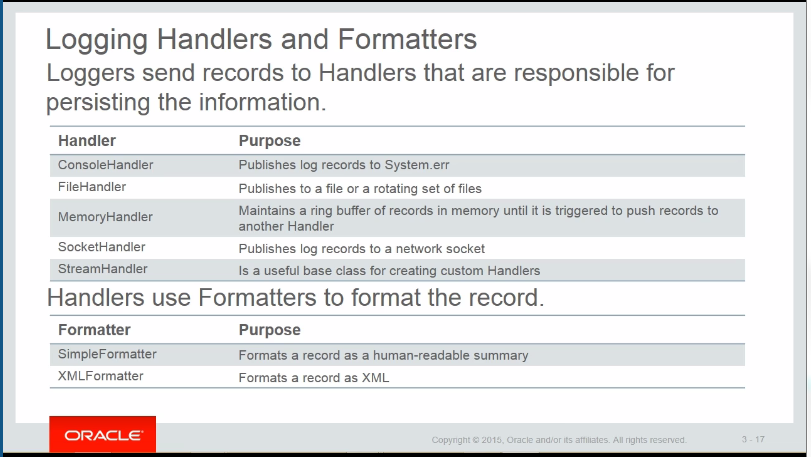 Logging Handlers and Formatters
Loggers send records to Handlers that are responsible for
persisting the information.
Handler Purpose
ConsoleHandler Publishes log records to System.err
FileHandler Publishes to a file or a rotating set of files
MemoryHandler Maintains a ring buffer of records in memory until it is triggered to push records to
another Handler
SocketHandler Publishes log records to a network socket
StreamHandler Is a useful base class for creating custom Handlers
Handlers use Formatters to format the record.
Formatter Purpose
SimpleFormatter Formats a record as a human-readable summary
XMLFormatter Formats a record as XML
ORACLE® Copyright © 2015, Oracle and/or its affiliates. All rights reserved. 3 - 17